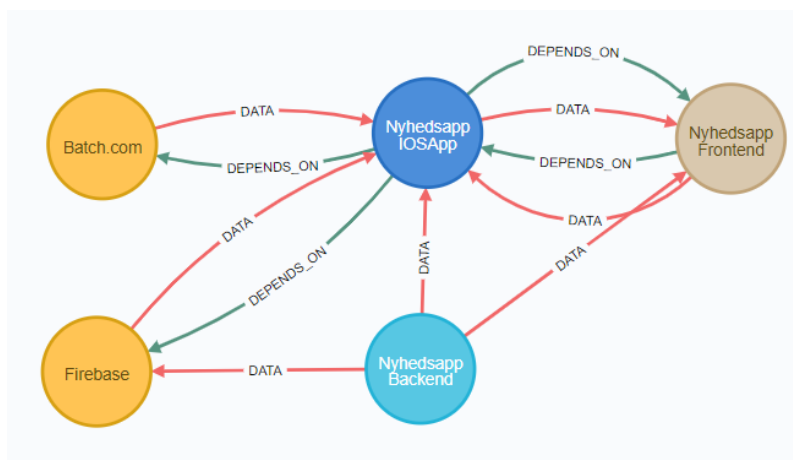 DEPENDS_ON
DATA
DATA
Nyhedsapp
IOSApp
Nyhedsapp
Frontend
Batch.com
DEPENDS_ON
DEPENDS_ON
DATA
DATA
DATA
DATA
DEPENDS_ON
Firebase
DATA
Nyhedsapp
Backend